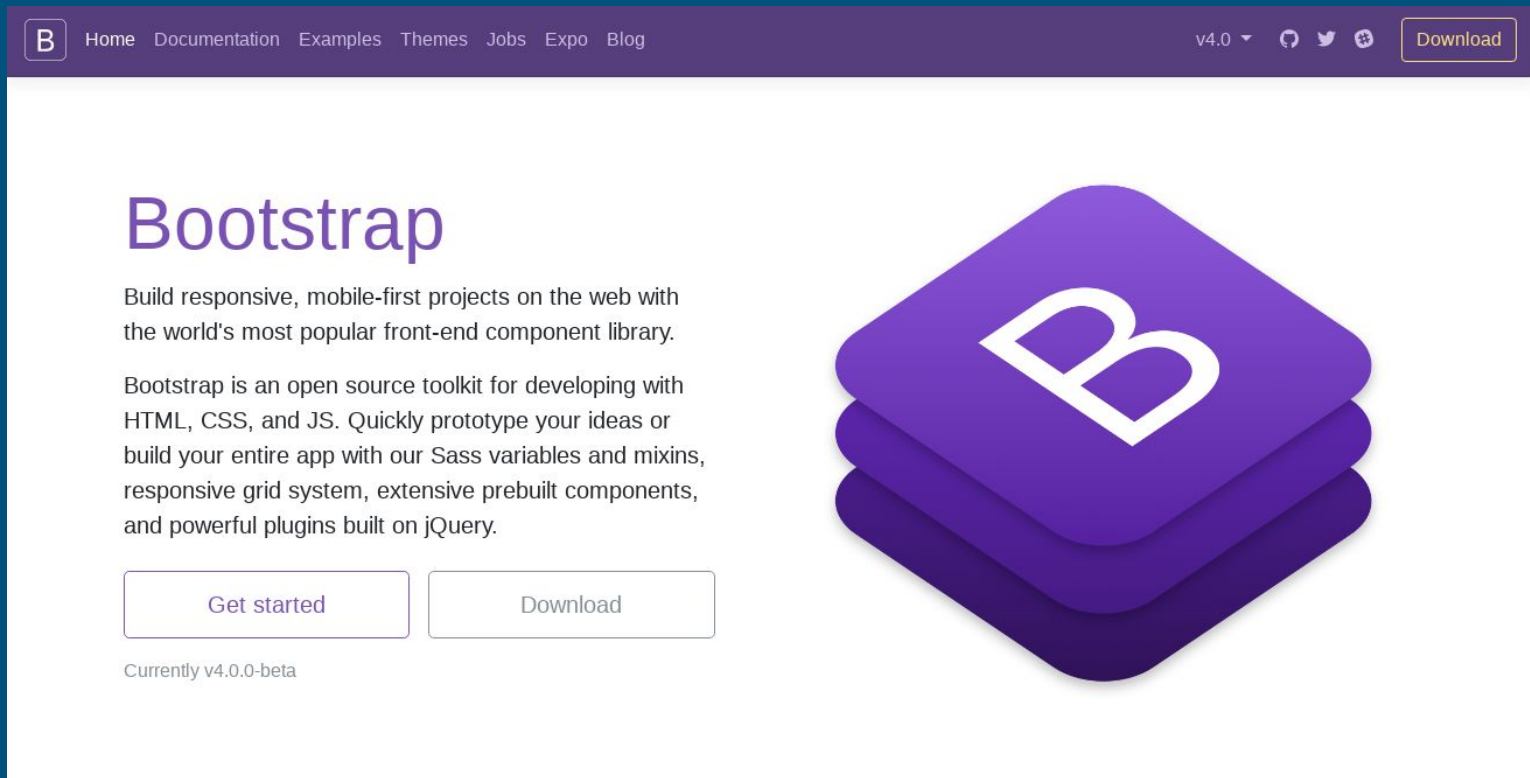 B Home Documentation Examples Themes Jobs Expo Blog v4.0 Download
Bootstrap
Build responsive, mobile-first projects on the web with
the world's most popular front-end component library.
Bootstrap is an open source toolkit for developing with
HTML, CSS, and JS. Quickly prototype your ideas or
build your entire app with our Sass variables and mixins,
responsive grid system, extensive prebuilt components,
and powerful plugins built on jQuery.
Get started Download
Currently v4.0.0-beta
B